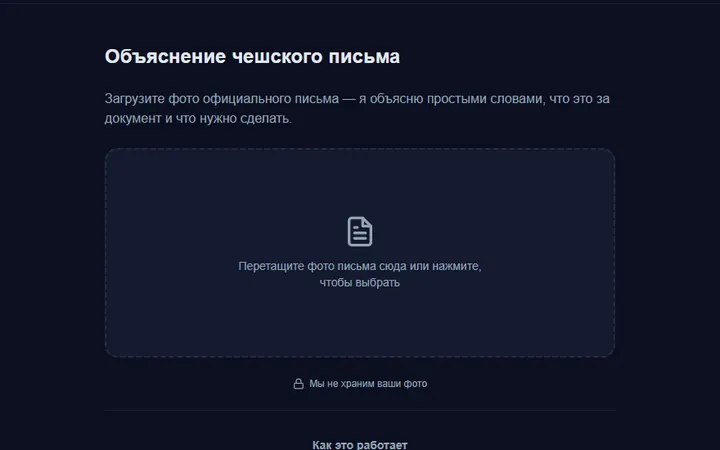 Объяснение чешского письма
Загрузите фото официального письма — я объясню простыми словами, что это за
документ и что нужно сделать.
Перетащите фото письма сюда или нажмите,
чтобы выбрать
Мы не храним ваши фото
Как это работает